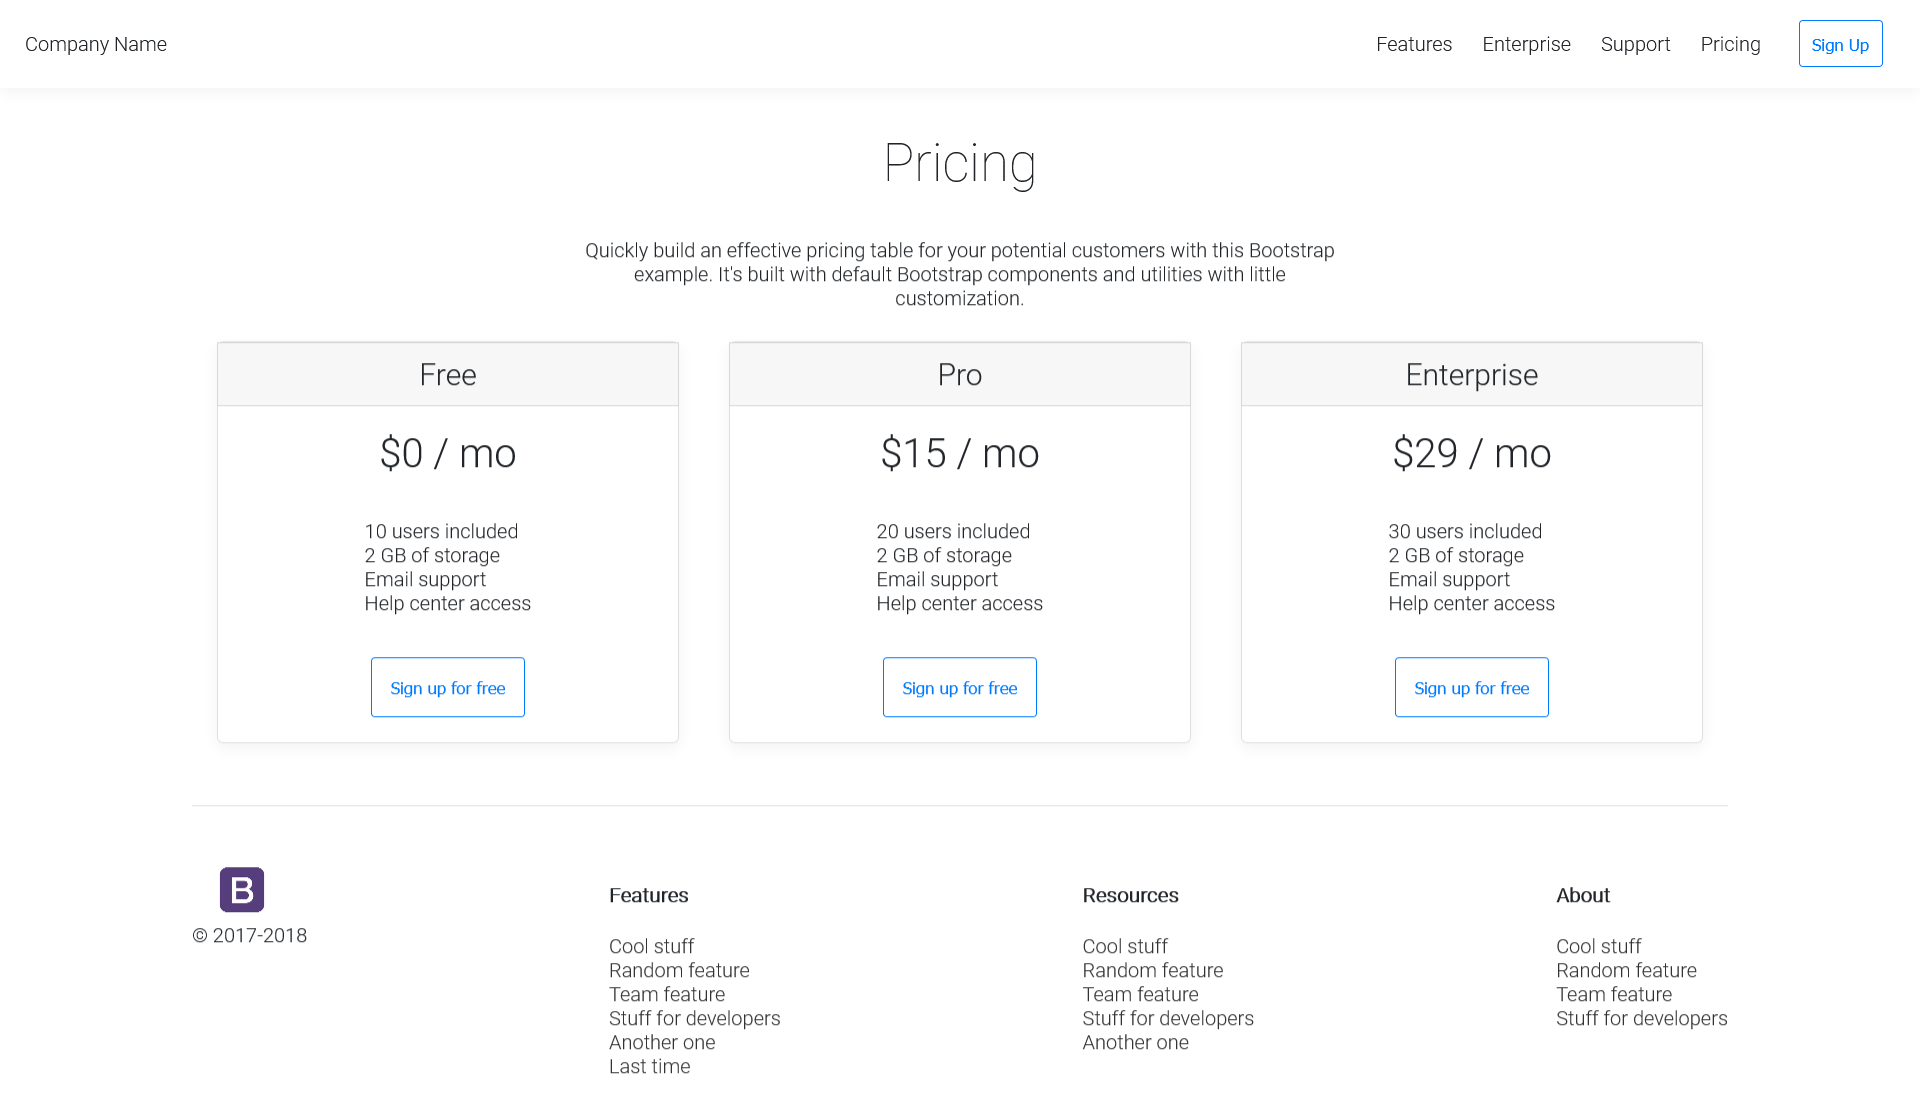 Company Name
Features
Enterprise
Support
Pricing
Sign Up
Pricing
Quickly build an effective pricing table for your potential customers with this Bootstrap
example. It's built with default Bootstrap components and utilities with little
customization.
Free
$0 / mo
10 users included
2 GB of storage
Email support
Help center access
Sign up for free
Pro
$15 / mo
20 users included
2 GB of storage
Email support
Help center access
Sign up for free
Enterprise
$29 / mo
30 users included
2 GB of storage
Email support
Help center access
Sign up for free
B
© 2017-2018
Features
Cool stuff
Random feature
Team feature
Stuff for developers
Another one
Last time
Resources
Cool stuff
Random feature
Team feature
Stuff for developers
Another one
About
Cool stuff
Random feature
Team feature
Stuff for developers